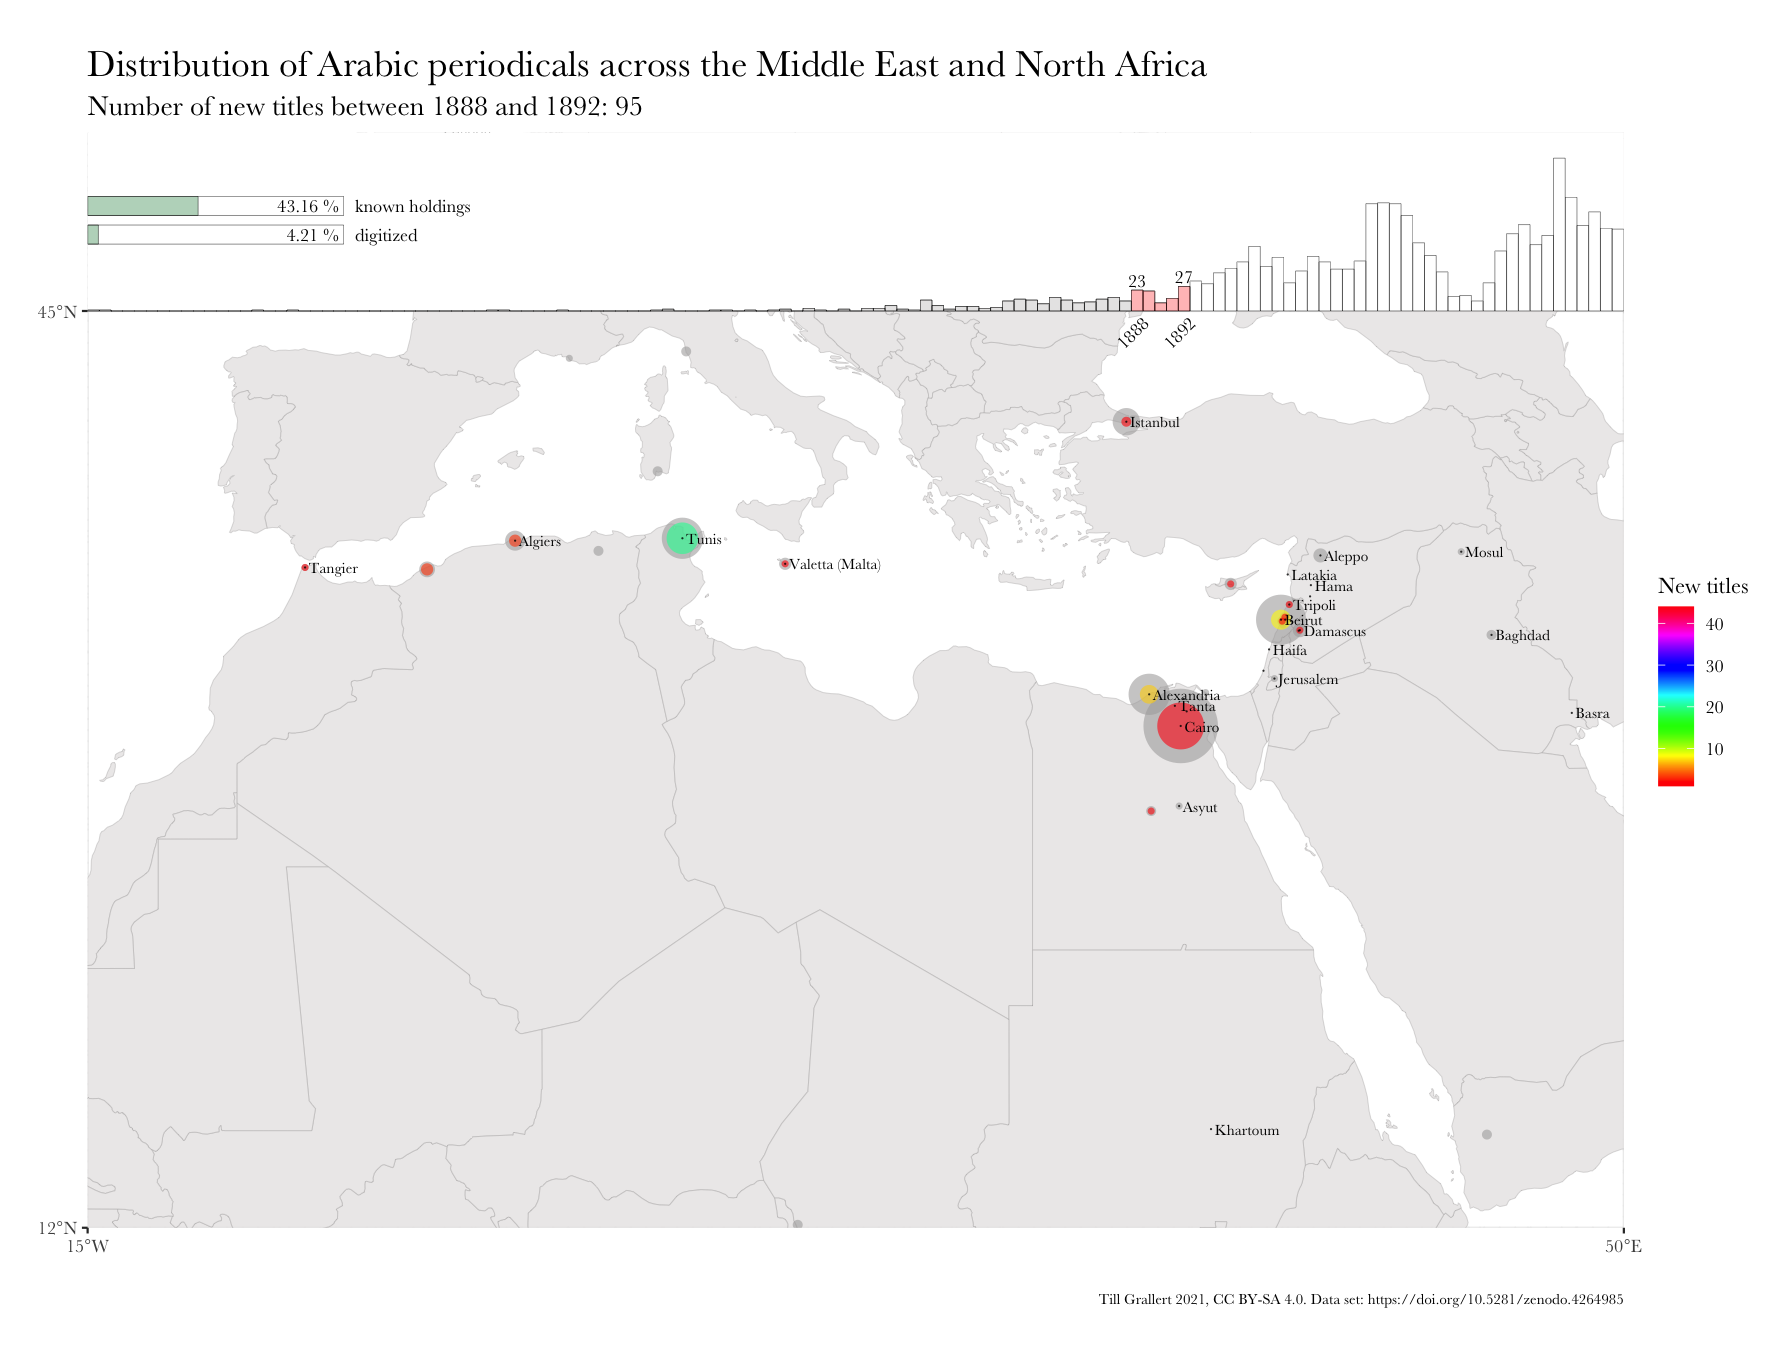 Distribution of Arabic periodicals across the Middle East and North Africa
Number of new titles between 1888 and 1892: 95
43.16 % known holdings
4.21 % digitized
23
27
45°N
1888
1892
Istanbul
Algiers
Tunis
Tangier
Valetta (Malta)
Aleppo
Mosul
Latakia
Hama
Tripoli
Beirut
Damascus
Baghdad
Haifa
Jerusalem
Alexandria
Tanta
Cairo
Basra
Asyut
Khartoum
New titles
40
30
20
10
12°N
15°W
50°E
Till Grallert 2021, CC BY-SA 4.0. Data set: https://doi.org/10.5281/zenodo.4264985